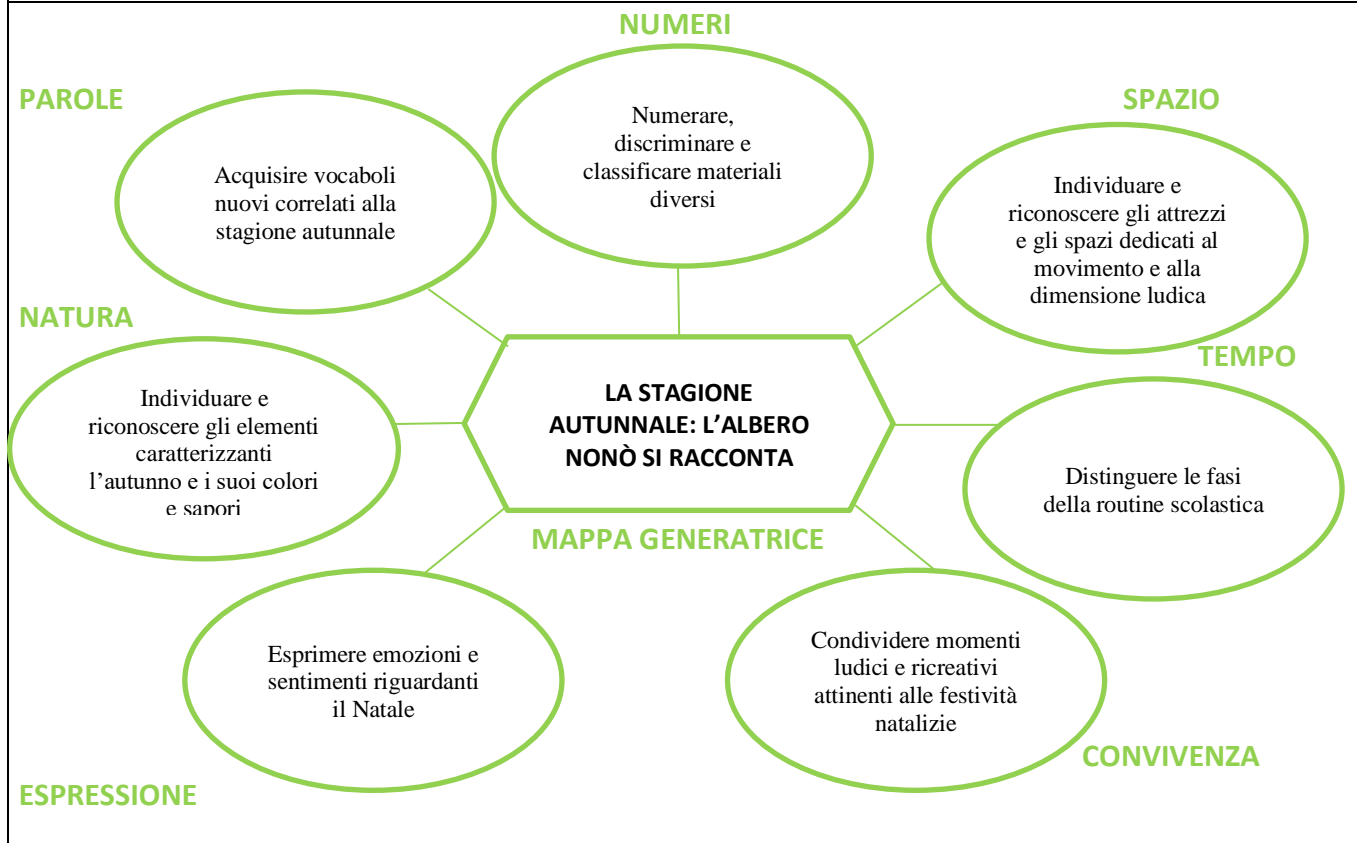 NUMERI
Numerare,
discriminare e
classificare materiali
diversi
PAROLE
Acquisire vocaboli
nuovi correlati alla
stagione autunnale
SPAZIO
Individuare e
riconoscere gli attrezzi
e gli spazi dedicati al
movimento e alla
dimensione ludica
NATURA
Individuare e
riconoscere gli elementi
caratterizzanti
l’autunno e i suoi colori
e sapori
LA STAGIONE
AUTUNNALE: L’ALBERO
NONÒ SI RACCONTA
MAPPA GENERATRICE
TEMPO
Distinguere le fasi
della routine scolastica
Esprimere emozioni e
sentimenti riguardanti
il Natale
ESPRESSIONE
Condividere momenti
ludici e ricreativi
attinenti alle festività
natalizie
CONVIVENZA